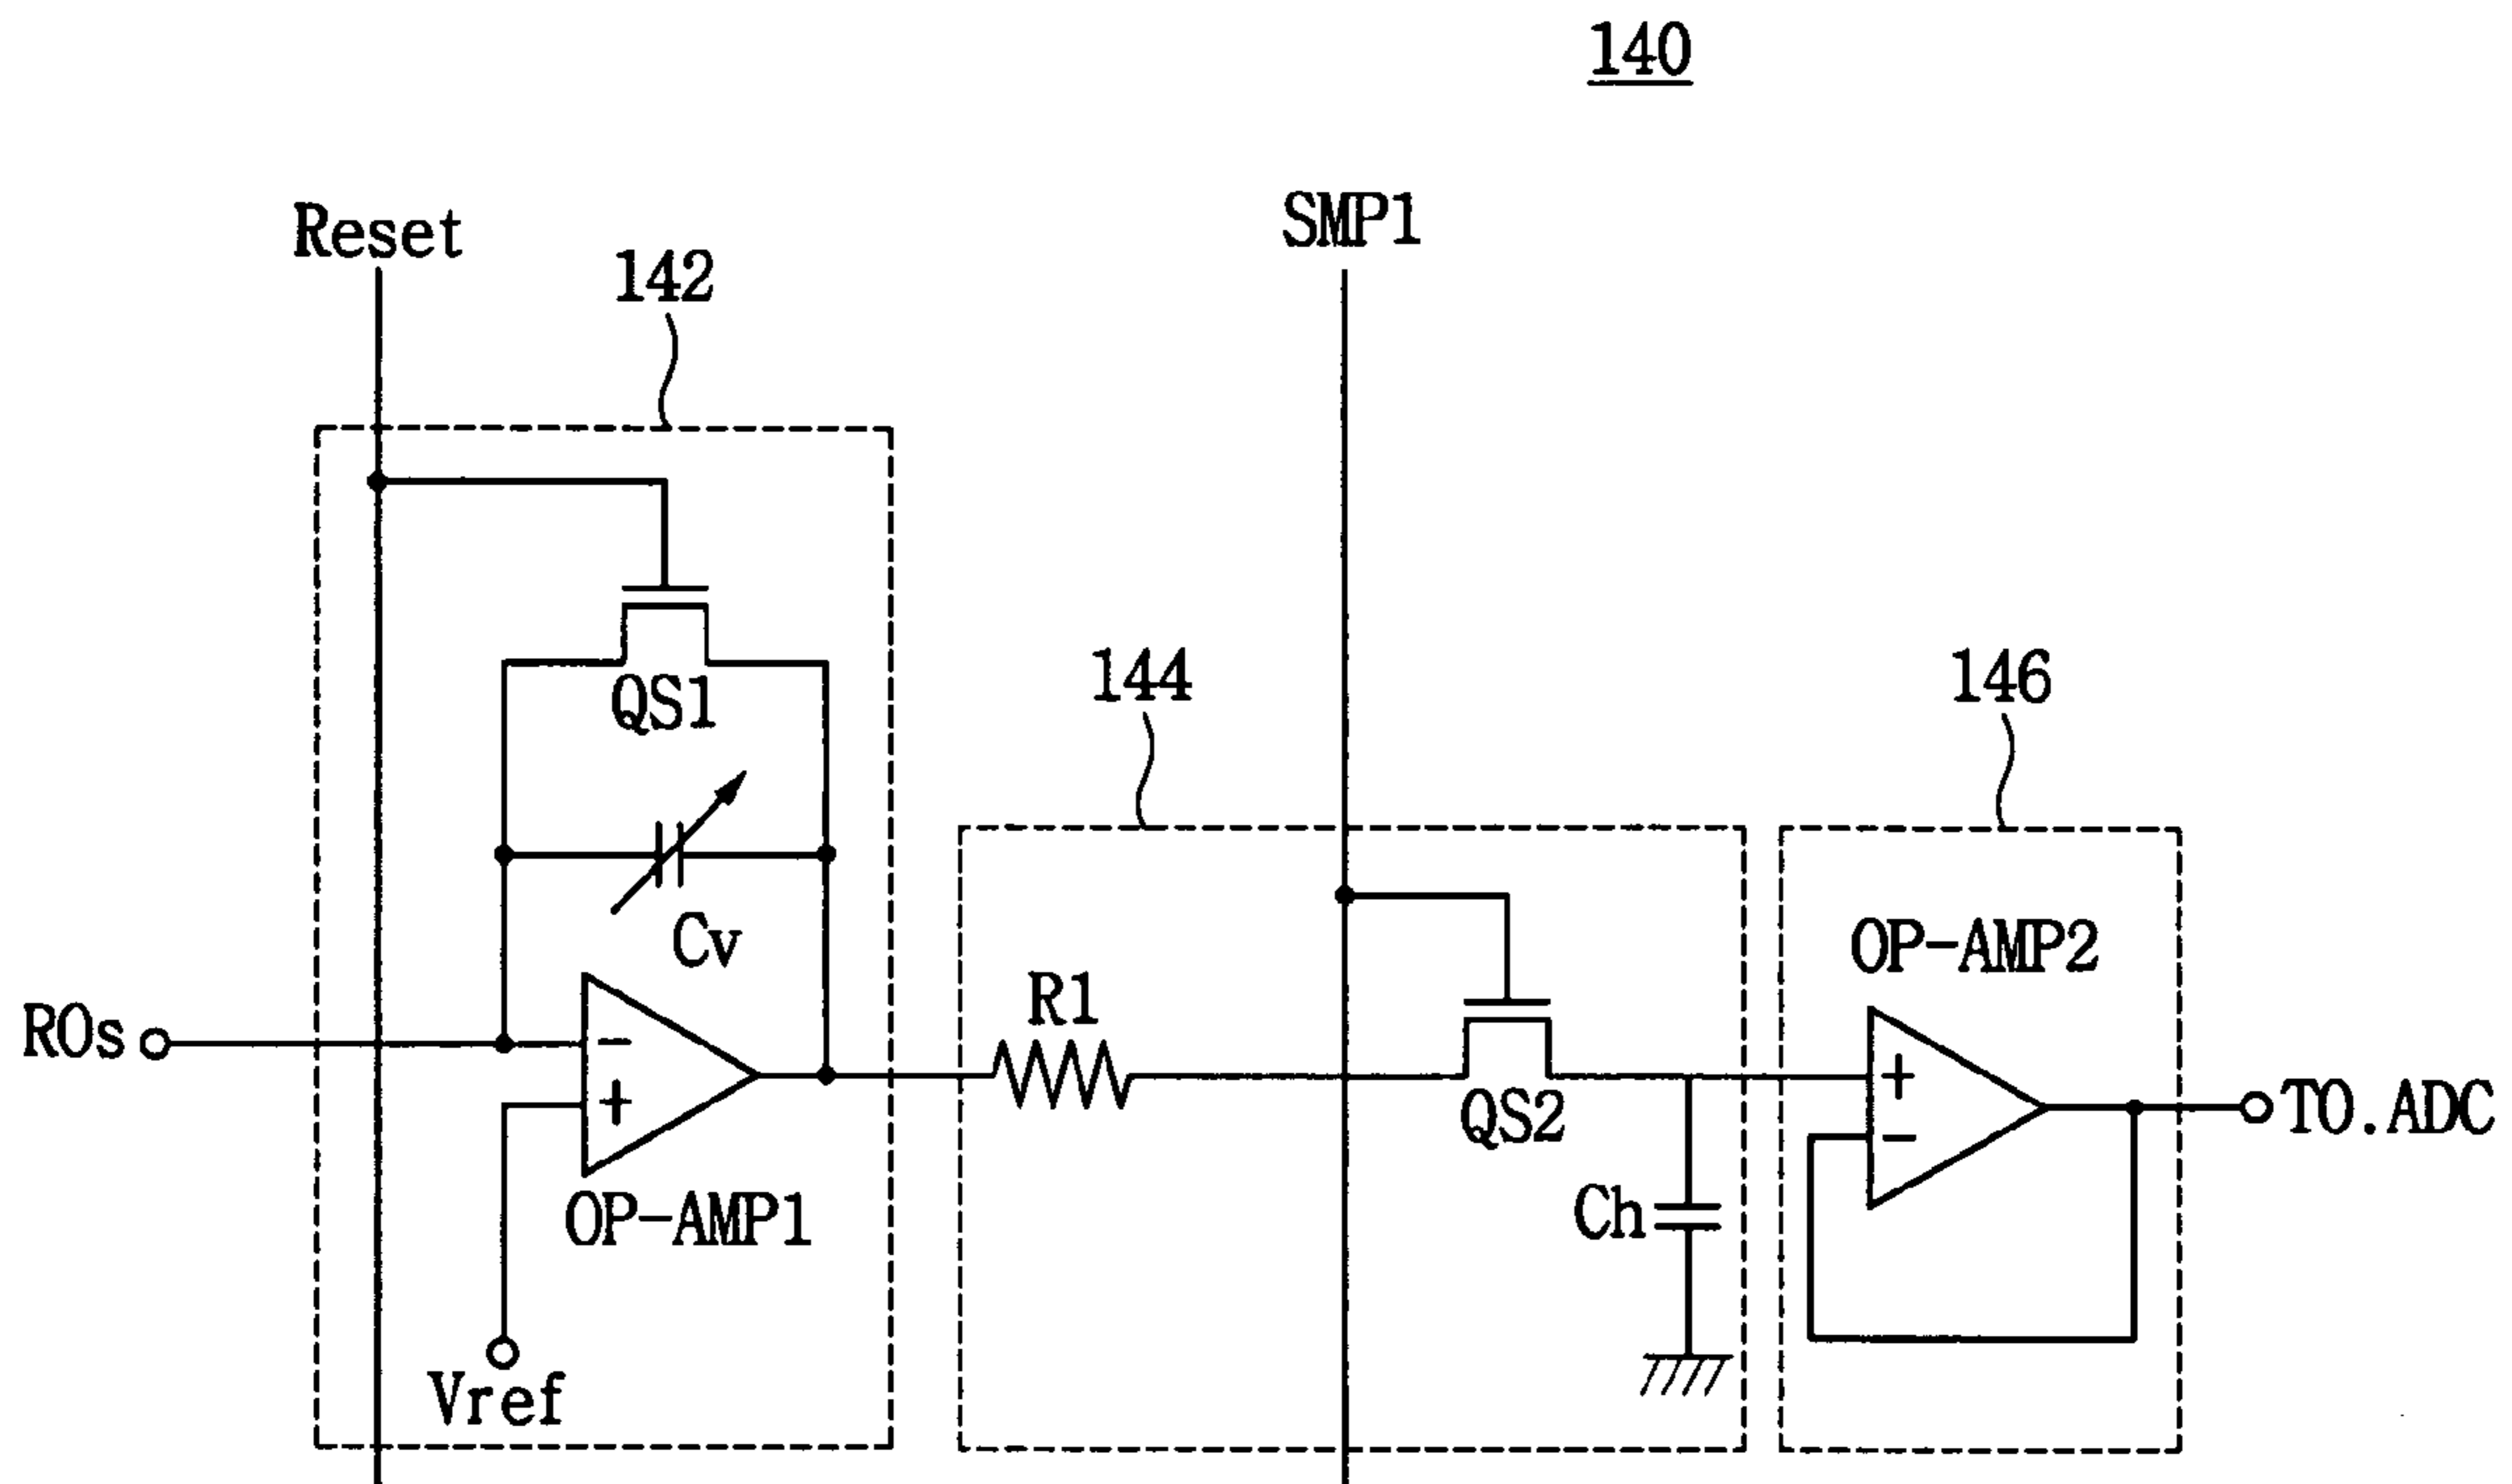 140
Reset
SMP1
142
QS1
144
146
Cv
OP-AMP2
R1
ROs
−
+
+
−
TO.ADC
QS2
OP-AMP1
Ch
Vref